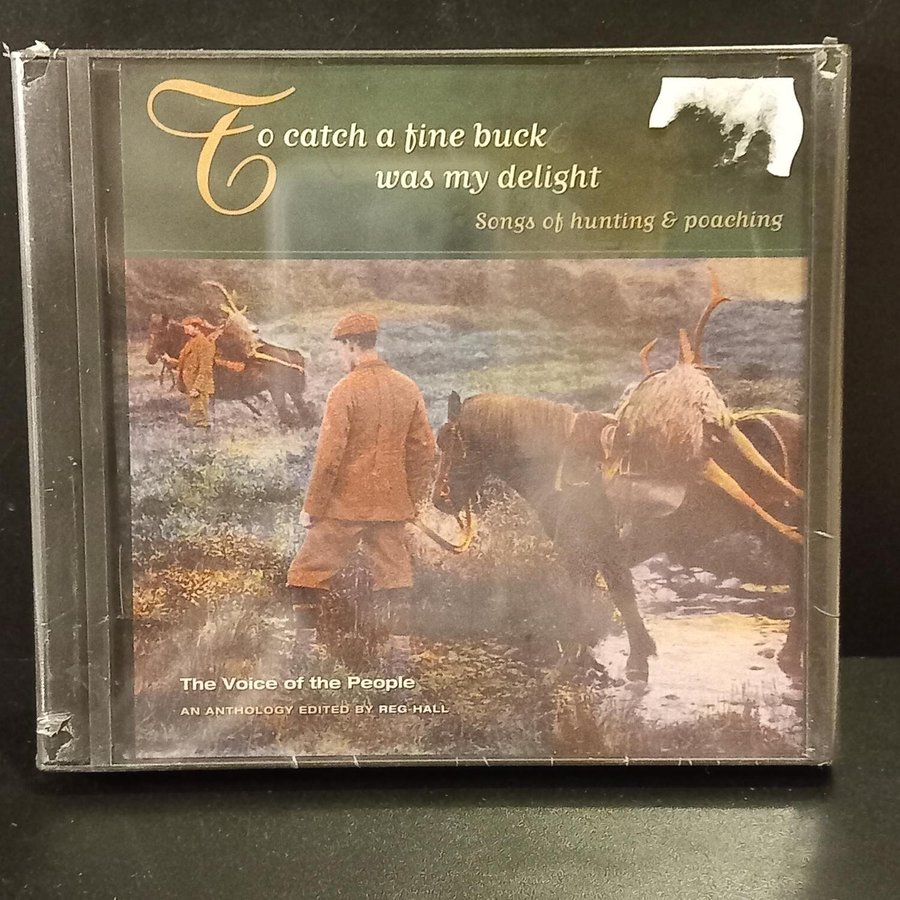 To catch a fine buck
was my delight
Songs of hunting & poaching
The Voice of the People
AN ANTHOLOGY EDITED BY REG HALL